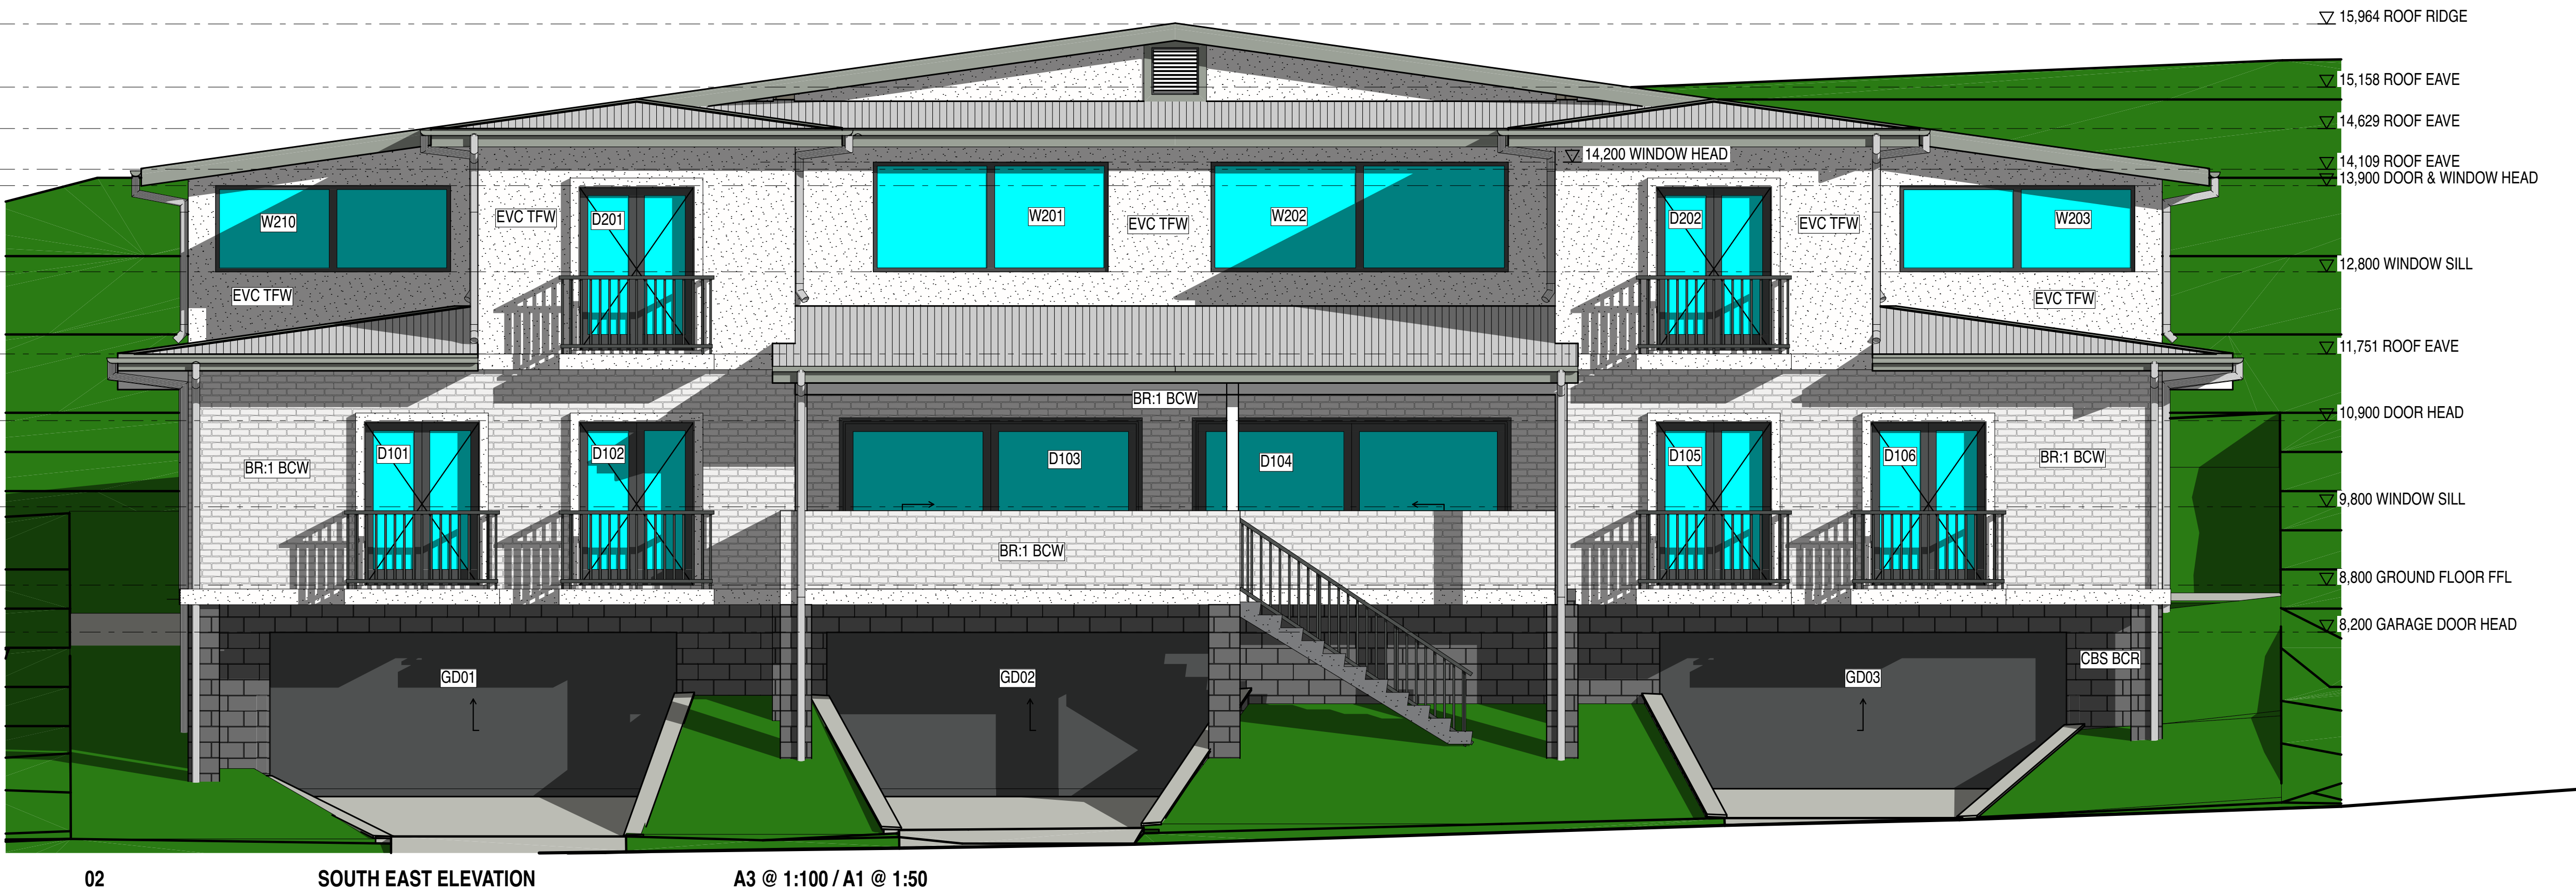 15,964 ROOF RIDGE
15,158 ROOF EAVE
14,629 ROOF EAVE
14,200 WINDOW HEAD
14,109 ROOF EAVE
13,900 DOOR & WINDOW HEAD
W210
EVC TFW
D201
W201
EVC TFW
W202
D202
EVC TFW
W203
12,800 WINDOW SILL
EVC TFW
EVC TFW
11,751 ROOF EAVE
BR:1 BCW
10,900 DOOR HEAD
BR:1 BCW
D101
D102
D103
D104
D105
D106
BR:1 BCW
9,800 WINDOW SILL
BR:1 BCW
8,800 GROUND FLOOR FFL
8,200 GARAGE DOOR HEAD
CBS BCR
GD01
GD02
GD03
02 SOUTH EAST ELEVATION A3 @ 1:100 / A1 @ 1:50